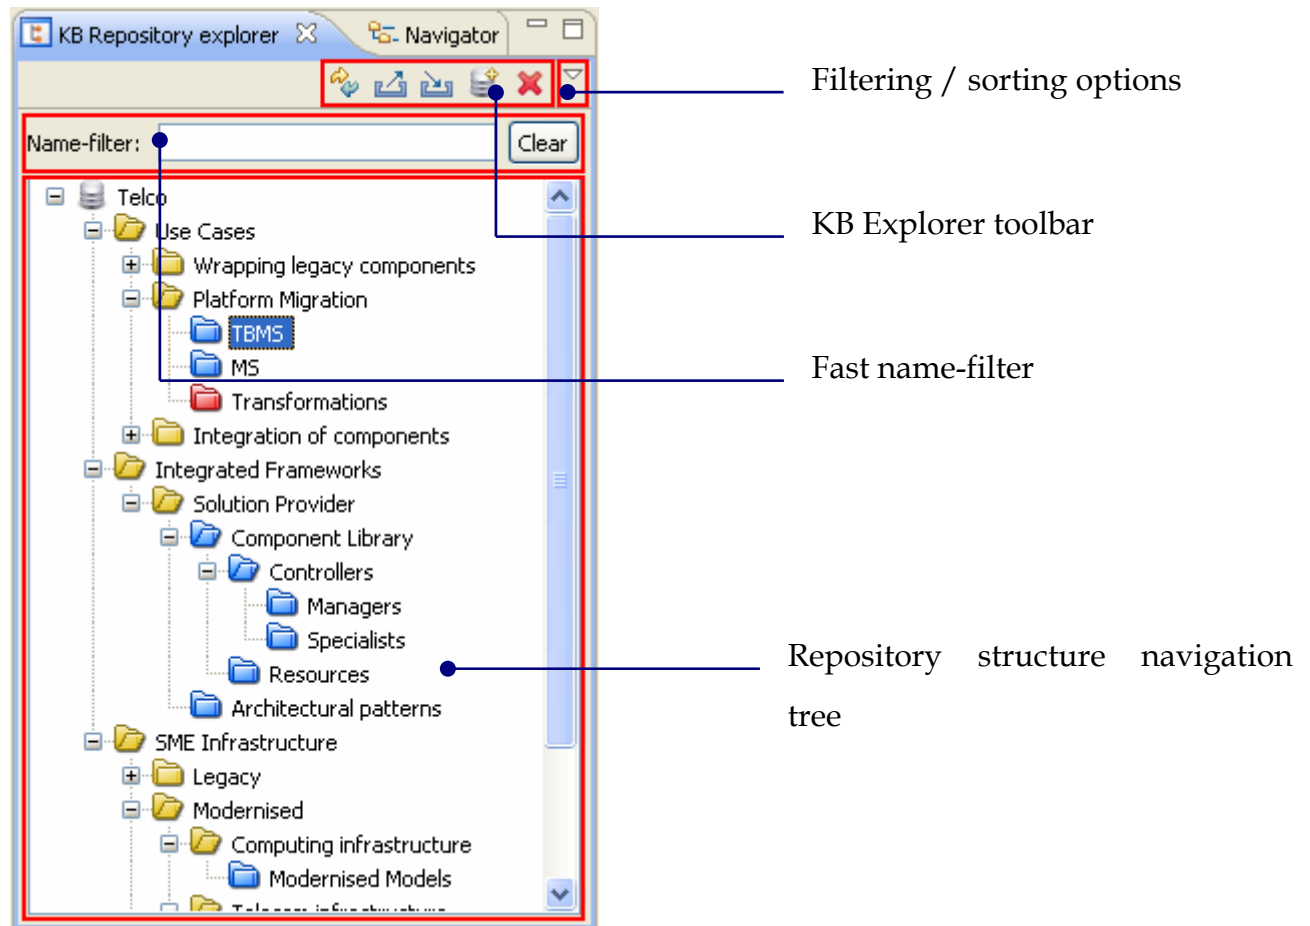 KB Repository explorer
Navigator
Filtering / sorting options
Name-filter:
Clear
Telco
Use Cases
KB Explorer toolbar
Wrapping legacy components
Platform Migration
TBMS
MS
Fast name-filter
Transformations
Integration of components
Integrated Frameworks
Solution Provider
Component Library
Controllers
Managers
Specialists
Resources
Repository structure navigation
tree
Architectural patterns
SME Infrastructure
Legacy
Modernised
Computing infrastructure
Modernised Models
Telecom infrastructure